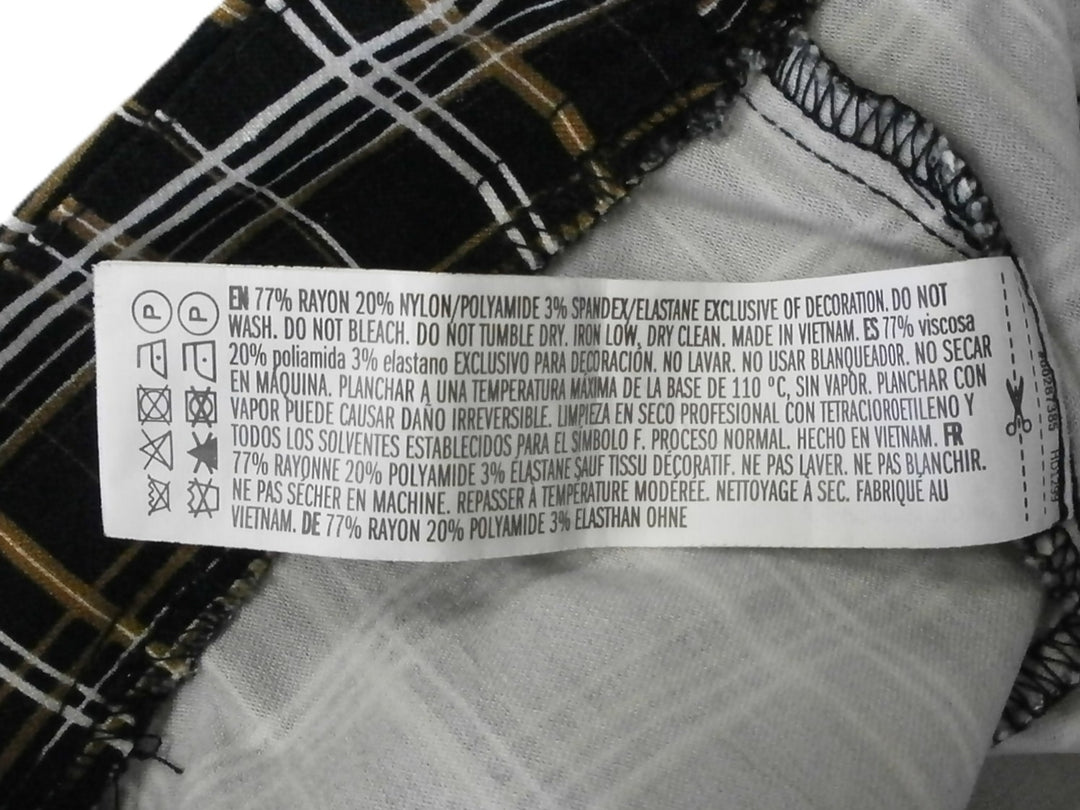 P P
EN 77% RAYON 20% NYLON/POLYAMIDE 3% SPANDEX/ELASTANE EXCLUSIVE OF DECORATION. DO NOT
WASH. DO NOT BLEACH. DO NOT TUMBLE DRY. IRON LOW, DRY CLEAN. MADE IN VIETNAM. ES 77% viscosa
20% poliamida 3% elastano EXCLUSIVO PARA DECORACIÓN. NO LAVAR. NO USAR BLANQUEADOR. NO SECAR
EN MÁQUINA. PLANCHAR A UNA TEMPERATURA MÁXIMA DE LA BASE DE 110 ºC, SIN VAPOR. PLANCHAR CON
VAPOR PUEDE CAUSAR DAÑO IRREVERSIBLE. LIMPIEZA EN SECO PROFESIONAL CON TETRACIOROETILENO Y
TODOS LOS SOLVENTES ESTABLECIDOS PARA EL SÍMBOLO F. PROCESO NORMAL. HECHO EN VIETNAM. FR
77% RAYONNE 20% POLYAMIDE 3% ELASTANE SAUF TISSU DÉCORATIF. NE PAS LAVER. NE PAS BLANCHIR.
NE PAS SÉCHER EN MACHINE. REPASSER À TEMPÉRATURE MODÉRÉE. NETTOYAGE À SEC. FABRIQUÉ AU
VIETNAM. DE 77% RAYON 20% POLYAMIDE 3% ELASTHAN OHNE